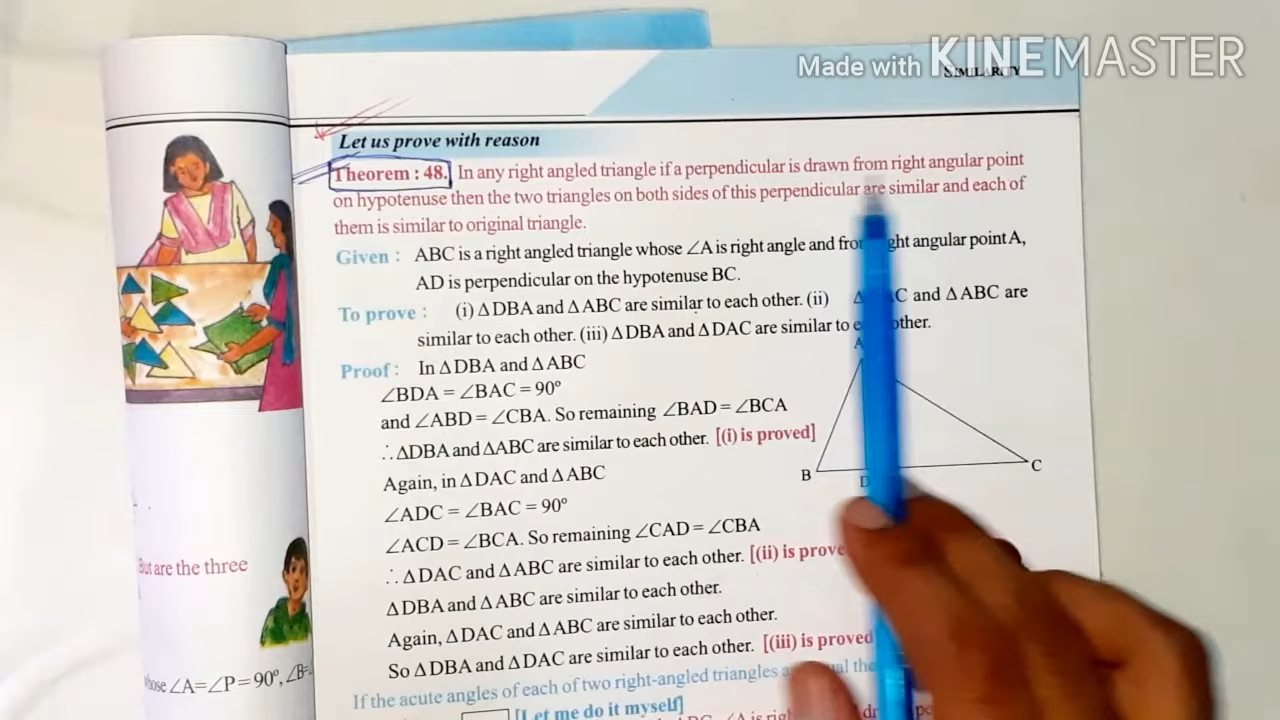 Made with KINEMASTER
SIMILARITY
Let us prove with reason
Theorem : 48. In any right angled triangle if a perpendicular is drawn from right angular point
on hypotenuse then the two triangles on both sides of this perpendicular are similar and each of
them is similar to original triangle.
Given : ABC is a right angled triangle whose ∠A is right angle and from right angular point A,
AD is perpendicular on the hypotenuse BC.
To prove : (i) ΔDBA and ΔABC are similar to each other. (ii) C and ΔABC are
similar to each other. (iii) ΔDBA and ΔDAC are similar to each other.
A
Proof : In ΔDBA and ΔABC
∠BDA = ∠BAC = 90º
and ∠ABD = ∠CBA. So remaining ∠BAD = ∠BCA
∴ ΔDBA and ΔABC are similar to each other. [(i) is proved]
B D C
Again, in ΔDAC and ΔABC
∠ADC = ∠BAC = 90º
∠ACD = ∠BCA. So remaining ∠CAD = ∠CBA
∴ ΔDAC and ΔABC are similar to each other. [(ii) is prove
ΔDBA and ΔABC are similar to each other.
Again, ΔDAC and ΔABC are similar to each other.
So ΔDBA and ΔDAC are similar to each other. [(iii) is proved
If the acute angles of each of two right-angled triangles the
[Let me do it myself]
But are the three
∠A=∠P=90º, ∠B=